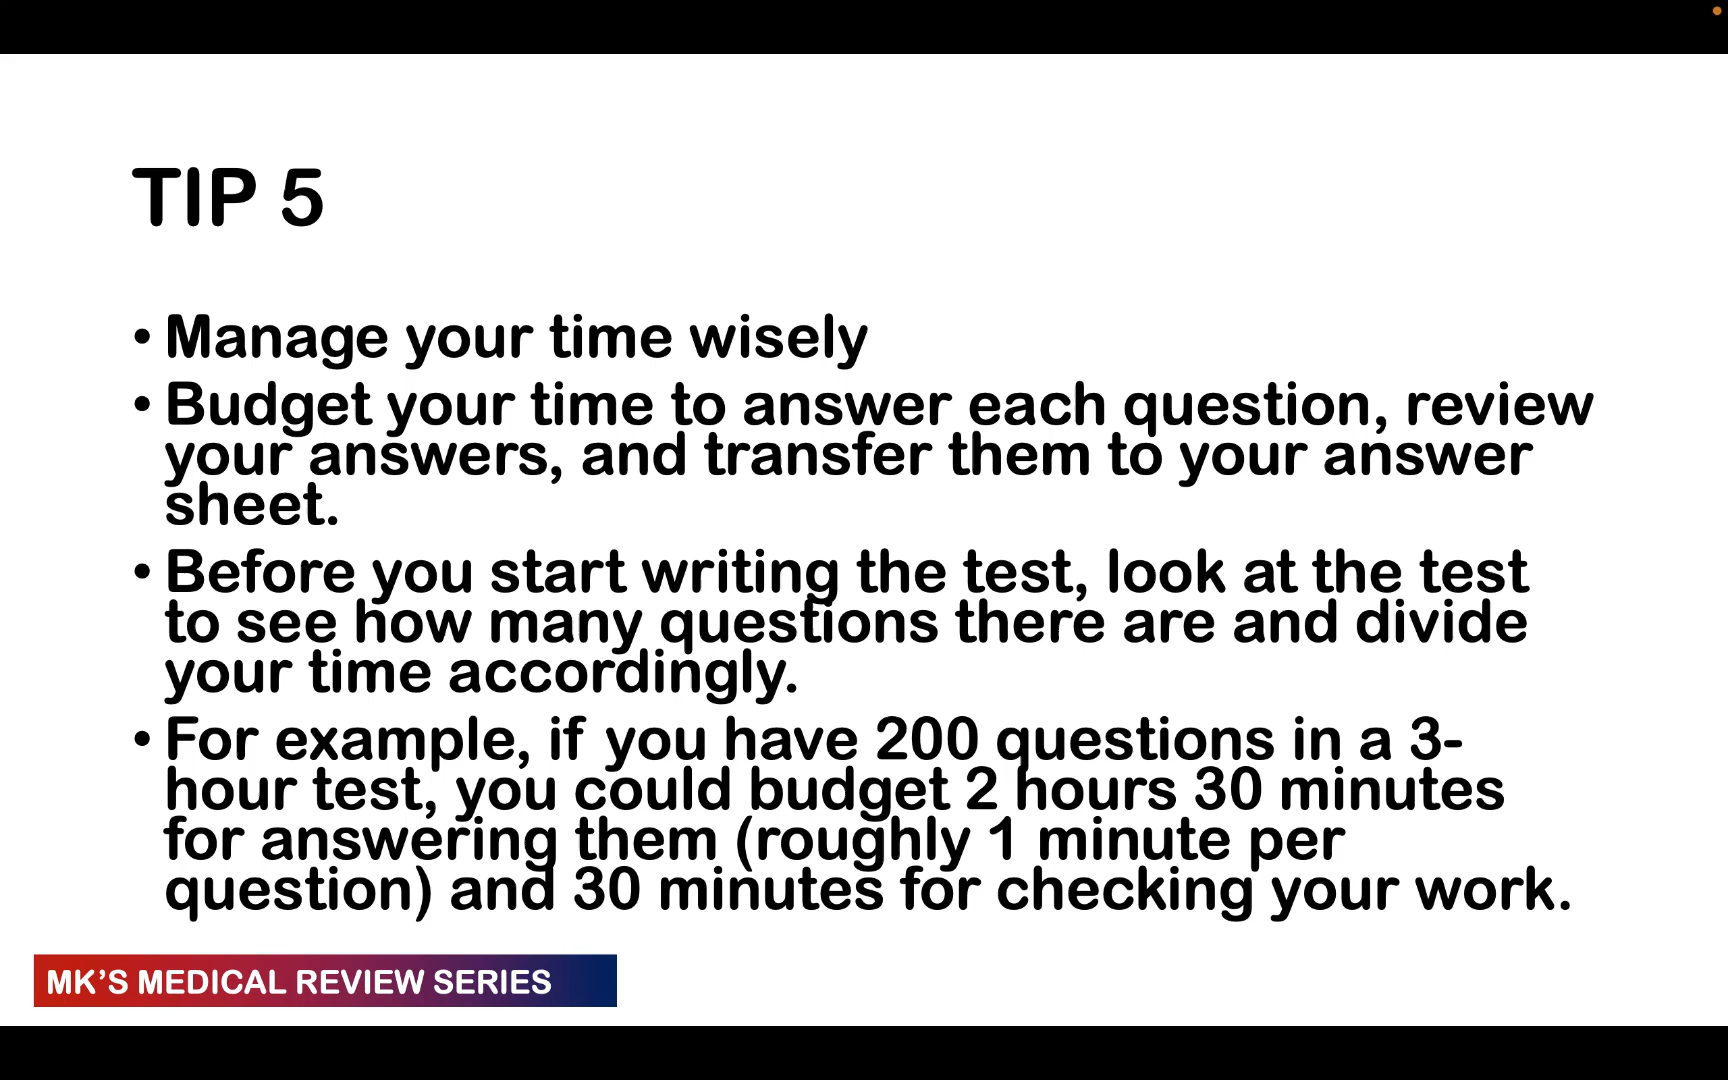 TIP 5
• Manage your time wisely
• Budget your time to answer each question, review
your answers, and transfer them to your answer
sheet.
• Before you start writing the test, look at the test
to see how many questions there are and divide
your time accordingly.
• For example, if you have 200 questions in a 3-
hour test, you could budget 2 hours 30 minutes
for answering them (roughly 1 minute per
question) and 30 minutes for checking your work.
MK’S MEDICAL REVIEW SERIES